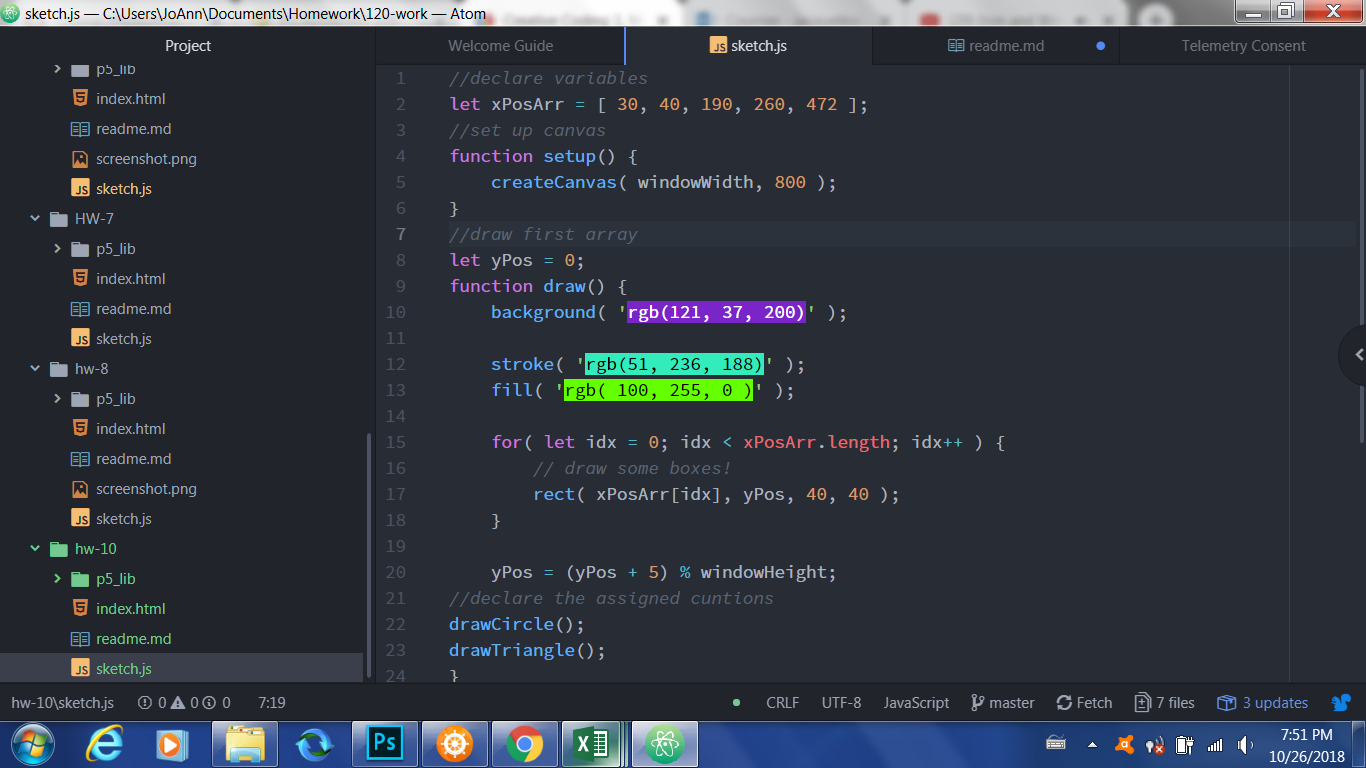 sketch.js — C:\Users\JoAnn\Documents\Homework\120-work — Atom
Project
p5_lib
index.html
readme.md
screenshot.png
sketch.js
HW-7
p5_lib
index.html
readme.md
sketch.js
hw-8
p5_lib
index.html
readme.md
screenshot.png
sketch.js
hw-10
p5_lib
index.html
readme.md
sketch.js
Welcome Guide
sketch.js
readme.md
Telemetry Consent
1 //declare variables
2 let xPosArr = [ 30, 40, 190, 260, 472 ];
3 //set up canvas
4 function setup() {
5 createCanvas( windowWidth, 800 );
6 }
7 //draw first array
8 let yPos = 0;
9 function draw() {
10 background( 'rgb(121, 37, 200)' );
11
12 stroke( 'rgb(51, 236, 188)' );
13 fill( 'rgb( 100, 255, 0 )' );
14
15 for( let idx = 0; idx < xPosArr.length; idx++ ) {
16 // draw some boxes!
17 rect( xPosArr[idx], yPos, 40, 40 );
18 }
19
20 yPos = (yPos + 5) % windowHeight;
21 //declare the assigned cuntions
22 drawCircle();
23 drawTriangle();
24 }
hw-10\sketch.js 0 0 0 7:19 CRLF UTF-8 JavaScript master Fetch 7 files 3 updates
Ps
7:51 PM
10/26/2018